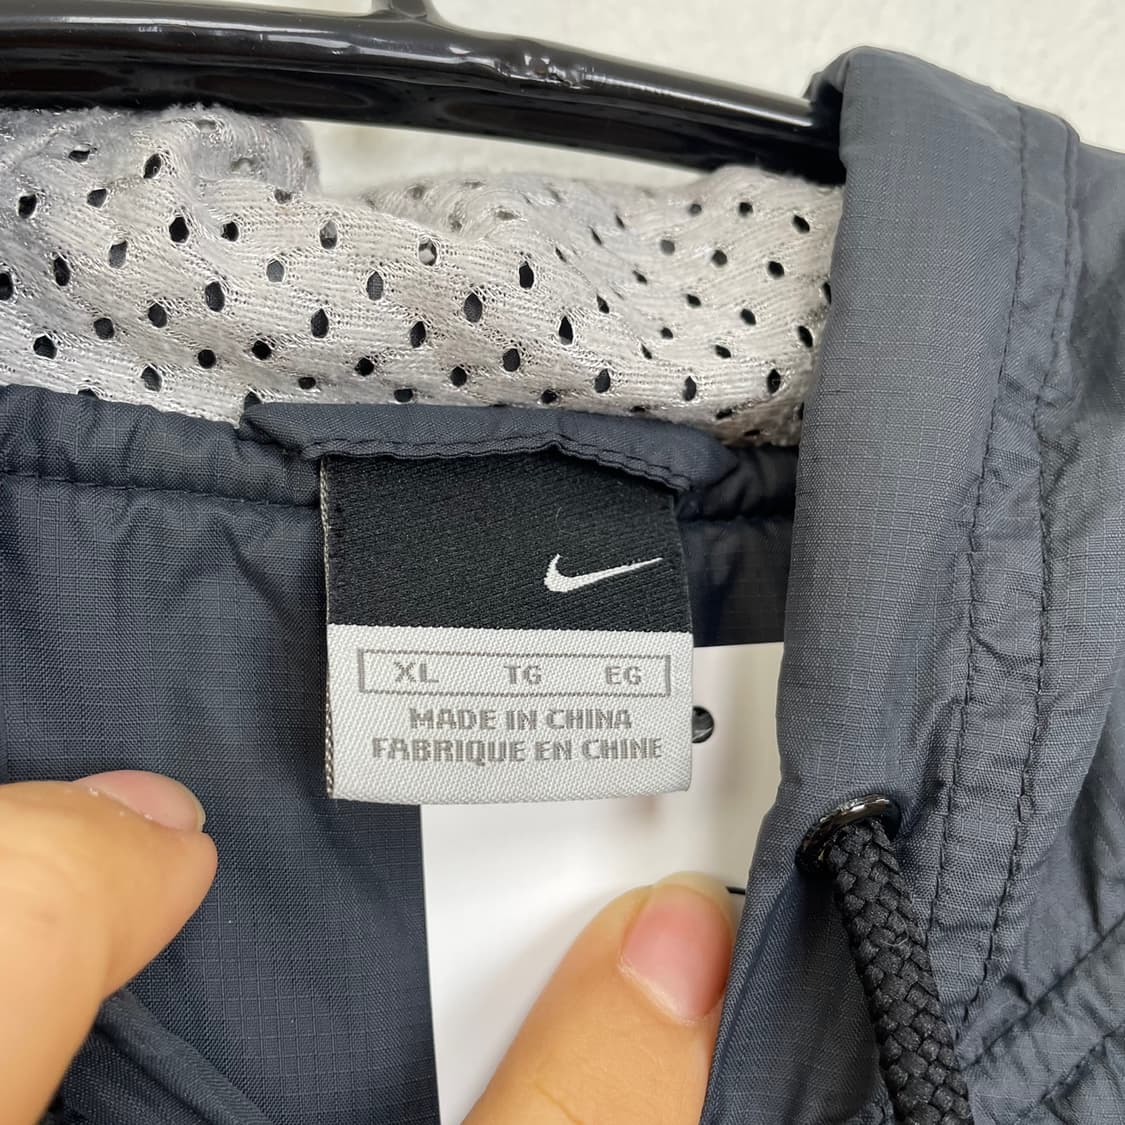 XL TG EG
MADE IN CHINA
FABRIQUE EN CHINE